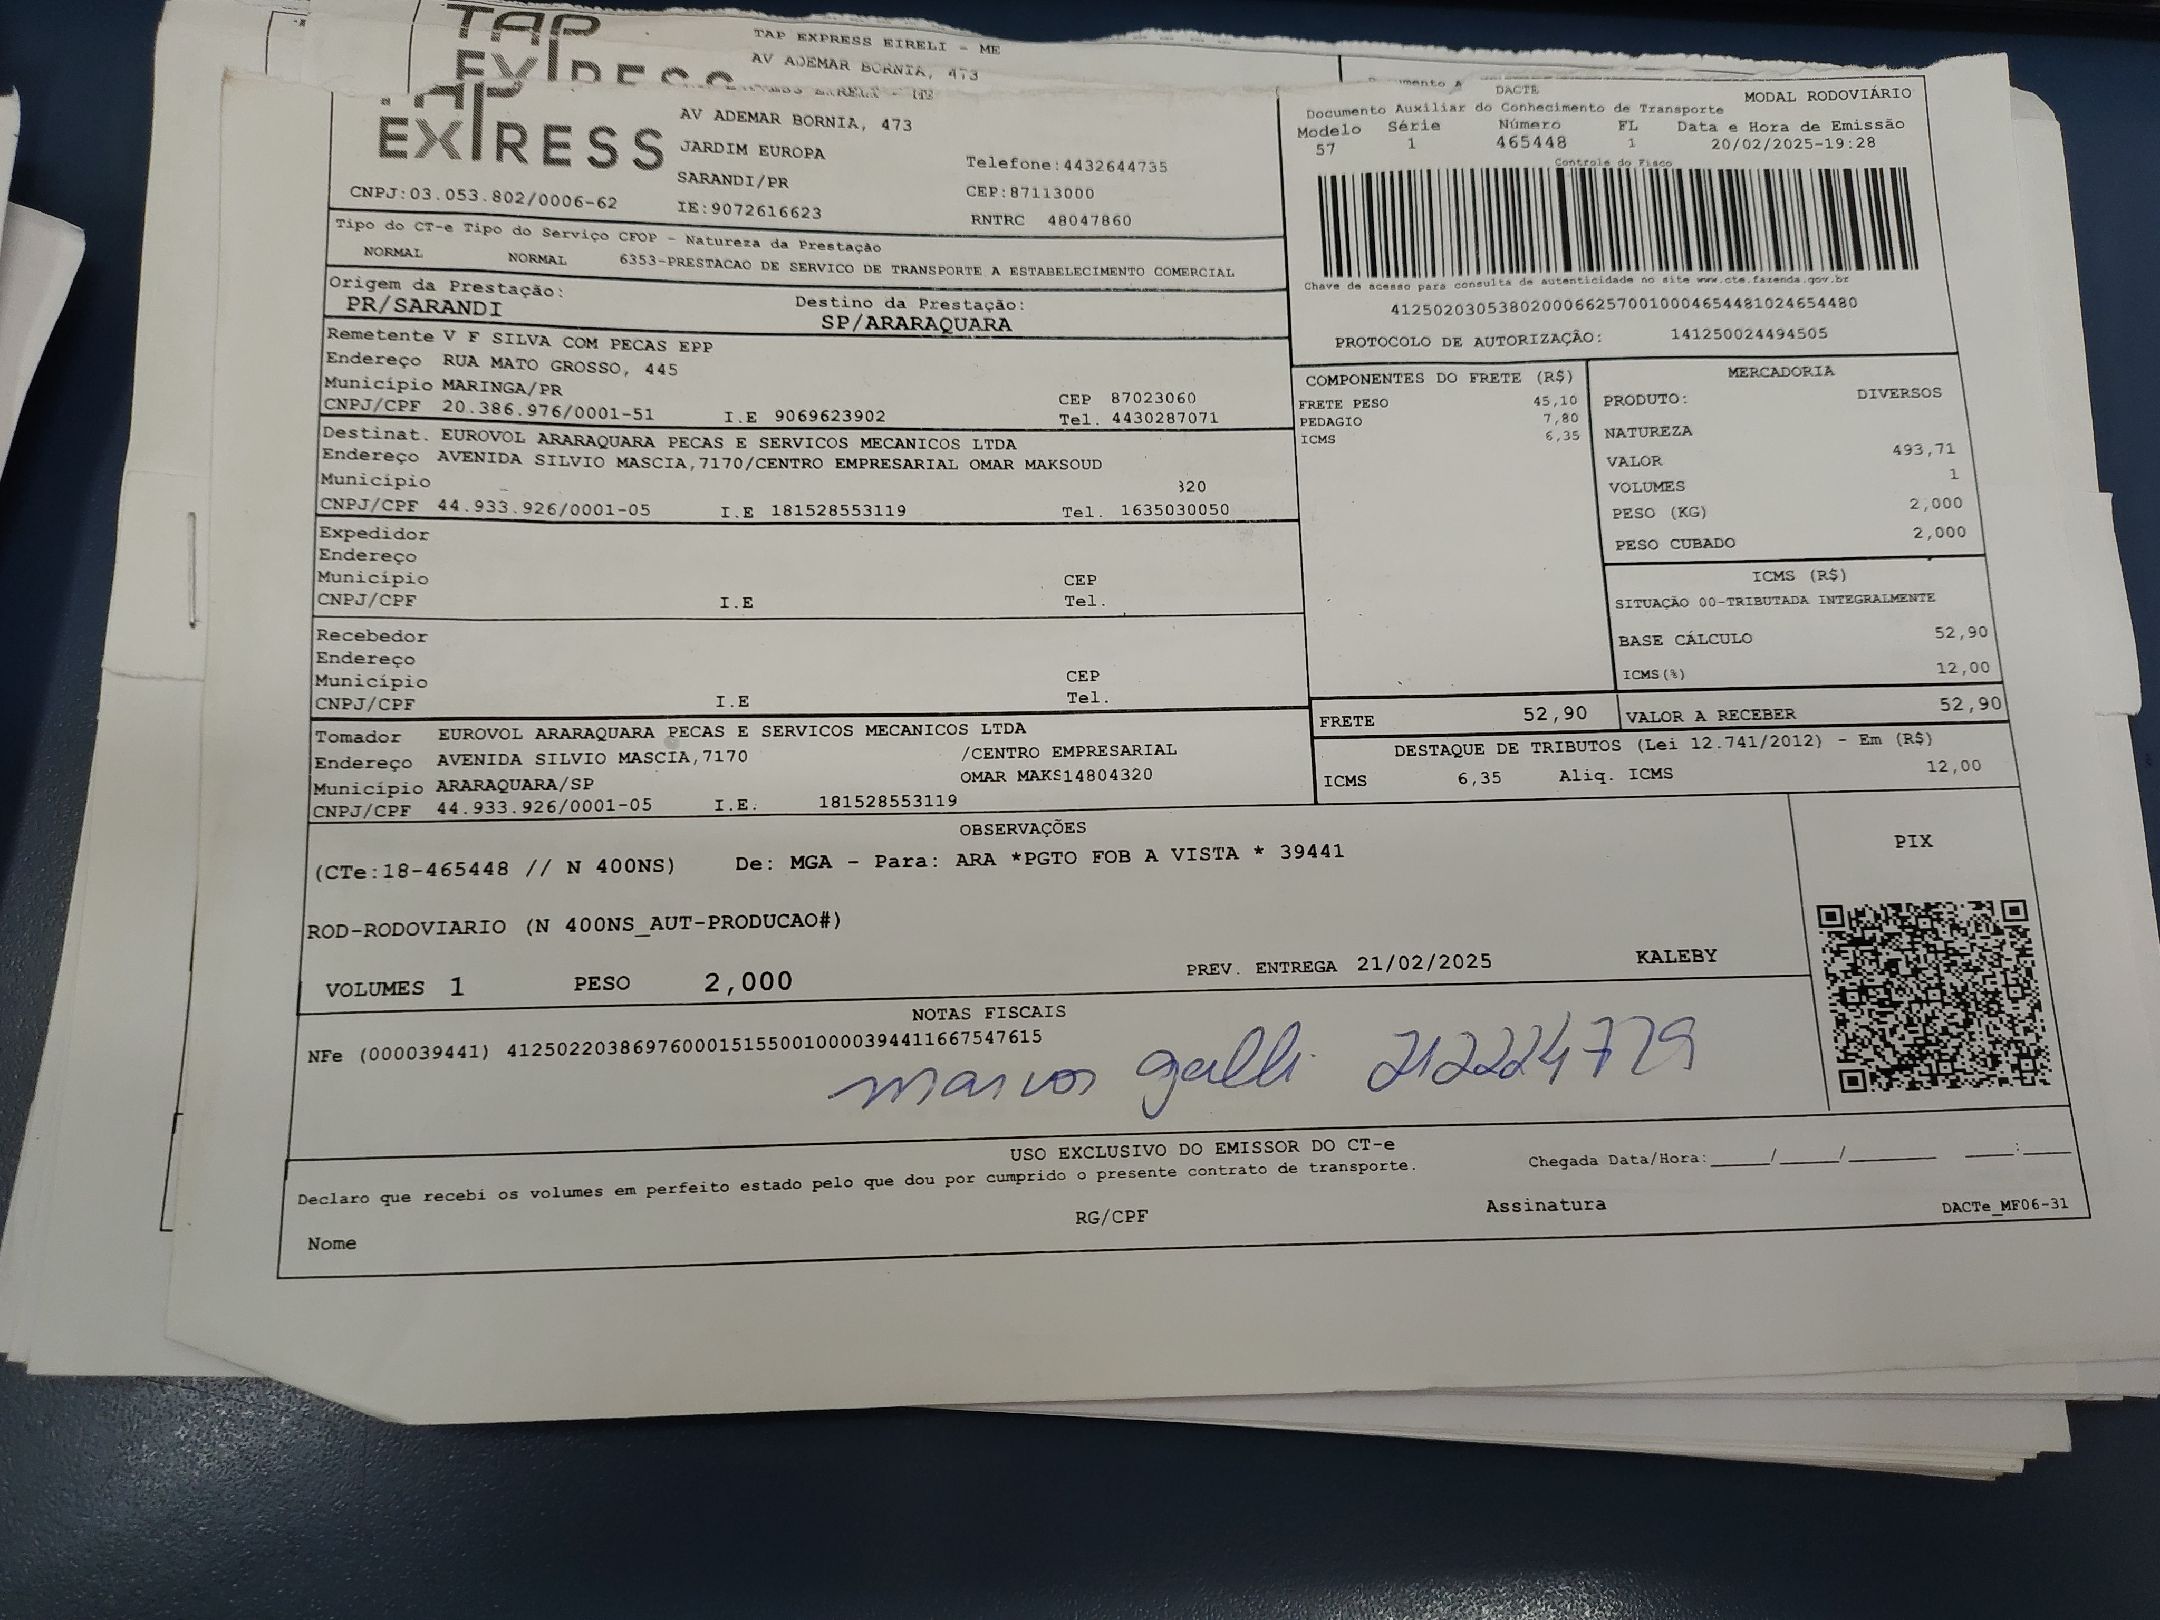 TAP
EXPRESS
TAP EXPRESS EIRELI - ME
AV ADEMAR BORNIA, 473
EXPRESS
AV ADEMAR BORNIA, 473
JARDIM EUROPA
Telefone:4432644735
SARANDI/PR
CEP:87113000
CNPJ:03.053.802/0006-62
IE:9072616623
RNTRC 48047860
DACTE
MODAL RODOVIÁRIO
Documento Auxiliar do Conhecimento de Transporte
Modelo Série Número FL Data e Hora de Emissão
57 1 465448 1 20/02/2025-19:28
Controle do Fisco
Chave de acesso para consulta de autenticidade no site www.cte.fazenda.gov.br
41250203053802000662570010004654481024654480
PROTOCOLO DE AUTORIZAÇÃO: 141250024494505
Tipo do CT-e Tipo do Serviço CFOP - Natureza da Prestação
NORMAL NORMAL 6353-PRESTACAO DE SERVICO DE TRANSPORTE A ESTABELECIMENTO COMERCIAL
Origem da Prestação: Destino da Prestação:
PR/SARANDI SP/ARARAQUARA
Remetente V F SILVA COM PECAS EPP
Endereço RUA MATO GROSSO, 445
Município MARINGA/PR CEP 87023060
CNPJ/CPF 20.386.976/0001-51 I.E 9069623902 Tel. 4430287071
Destinat. EUROVOL ARARAQUARA PECAS E SERVICOS MECANICOS LTDA
Endereço AVENIDA SILVIO MASCIA,7170/CENTRO EMPRESARIAL OMAR MAKSOUD
Município 320
CNPJ/CPF 44.933.926/0001-05 I.E 181528553119 Tel. 1635030050
Expedidor
Endereço
Município CEP
CNPJ/CPF I.E Tel.
Recebedor
Endereço
Município CEP
CNPJ/CPF I.E Tel.
Tomador EUROVOL ARARAQUARA PECAS E SERVICOS MECANICOS LTDA
Endereço AVENIDA SILVIO MASCIA,7170 /CENTRO EMPRESARIAL
Município ARARAQUARA/SP OMAR MAKS14804320
CNPJ/CPF 44.933.926/0001-05 I.E. 181528553119
COMPONENTES DO FRETE (R$)
FRETE PESO 45,10
PEDAGIO 7,80
ICMS 6,35
MERCADORIA
PRODUTO: DIVERSOS
NATUREZA
VALOR 493,71
VOLUMES 1
PESO (KG) 2,000
PESO CUBADO 2,000
ICMS (R$)
SITUAÇÃO 00-TRIBUTADA INTEGRALMENTE
BASE CÁLCULO 52,90
ICMS(%) 12,00
FRETE 52,90 VALOR A RECEBER 52,90
DESTAQUE DE TRIBUTOS (Lei 12.741/2012) - Em (R$)
ICMS 6,35 Aliq. ICMS 12,00
OBSERVAÇÕES
(CTe:18-465448 // N 400NS) De: MGA - Para: ARA *PGTO FOB A VISTA * 39441
ROD-RODOVIARIO (N 400NS_AUT-PRODUCAO#)
VOLUMES 1 PESO 2,000 PREV. ENTREGA 21/02/2025 KALEBY
PIX
NOTAS FISCAIS
NFe (000039441) 41250220386976000151550010000394411667547615
marcos galli 212224729
USO EXCLUSIVO DO EMISSOR DO CT-e
Declaro que recebi os volumes em perfeito estado pelo que dou por cumprido o presente contrato de transporte.
Chegada Data/Hora:____/____/______ ___:___
Nome RG/CPF Assinatura DACTe_MF06-31